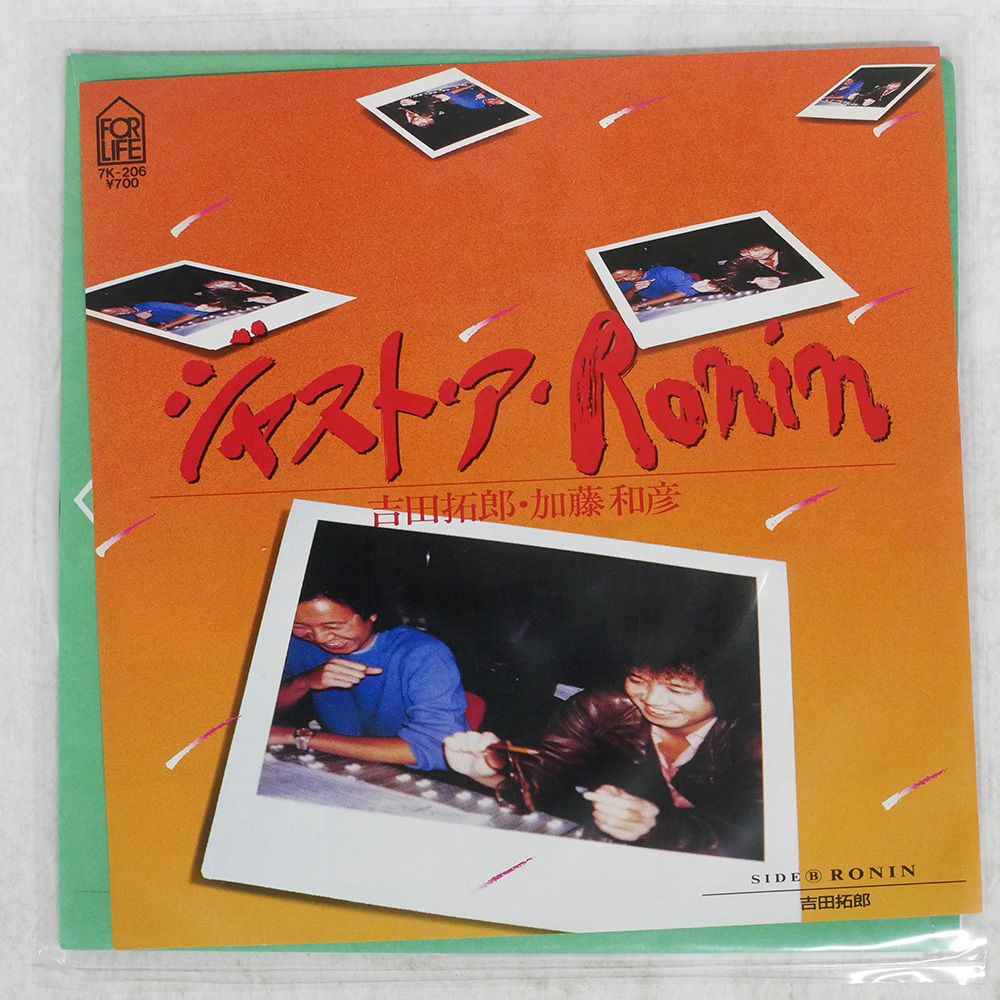 FOR
LIFE
7K-206
¥700
ジャスト・ア・Ronin
吉田拓郎・加藤和彦
SIDE Ⓑ RONIN
吉田拓郎